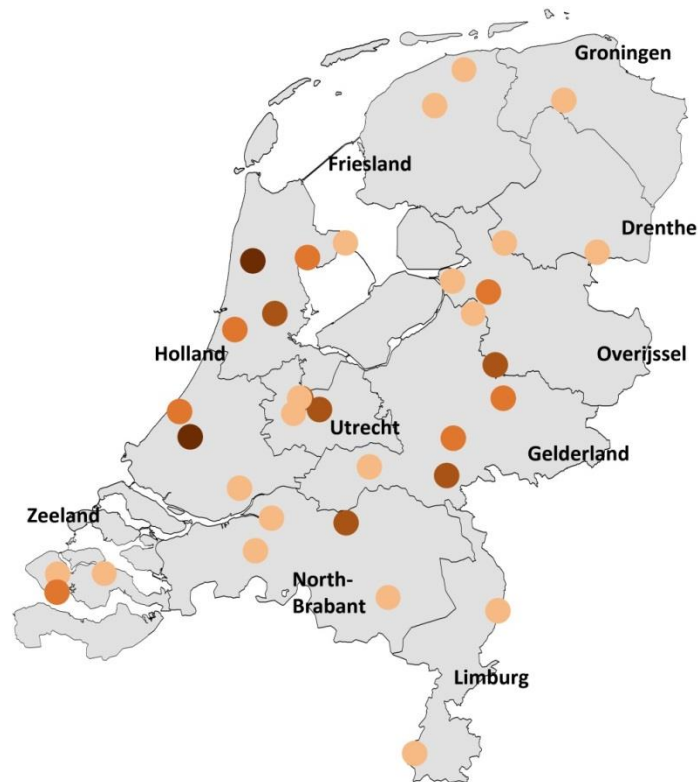 Groningen
Friesland
Drenthe
Holland
Overijssel
Utrecht
Gelderland
Zeeland
North-
Brabant
Limburg